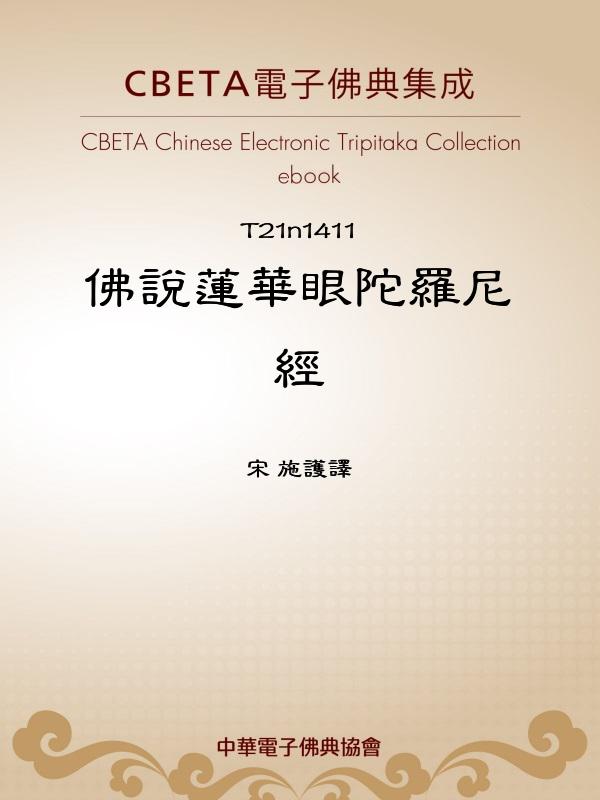 CBETA電子佛典集成
CBETA Chinese Electronic Tripitaka Collection
ebook
T21n1411
佛說蓮華眼陀羅尼
經
宋 施護譯
中華電子佛典協會